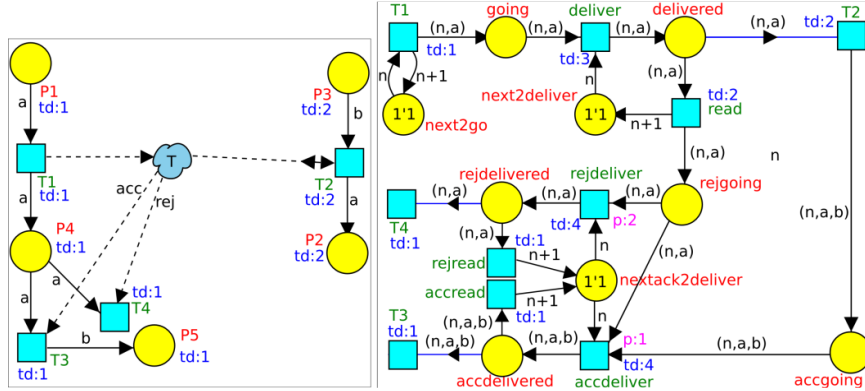 P1
td:1
a
T1
td:1
a
P4
td:1
a
a
T3
td:1
b
P5
td:1
td:1
T4
acc
rej
T
P3
td:2
b
T2
td:2
a
P2
td:2
T1
td:1
(n,a)
going
(n,a)
deliver
td:3
(n,a)
delivered
td:2
T2
n
n+1
1'1
next2go
n
next2deliver
1'1
n+1
(n,a)
td:2
read
(n,a)
n
rejgoing
(n,a)
rejdeliver
td:4
p:2
(n,a)
rejdelivered
(n,a)
T4
td:1
(n,a)
td:1
rejread
n+1
n
1'1
nextack2deliver
accread
n+1
td:1
n
(n,a)
(n,a,b)
T3
td:1
(n,a,b)
(n,a,b)
accdelivered
(n,a,b)
p:1
td:4
accdeliver
(n,a,b)
accgoing